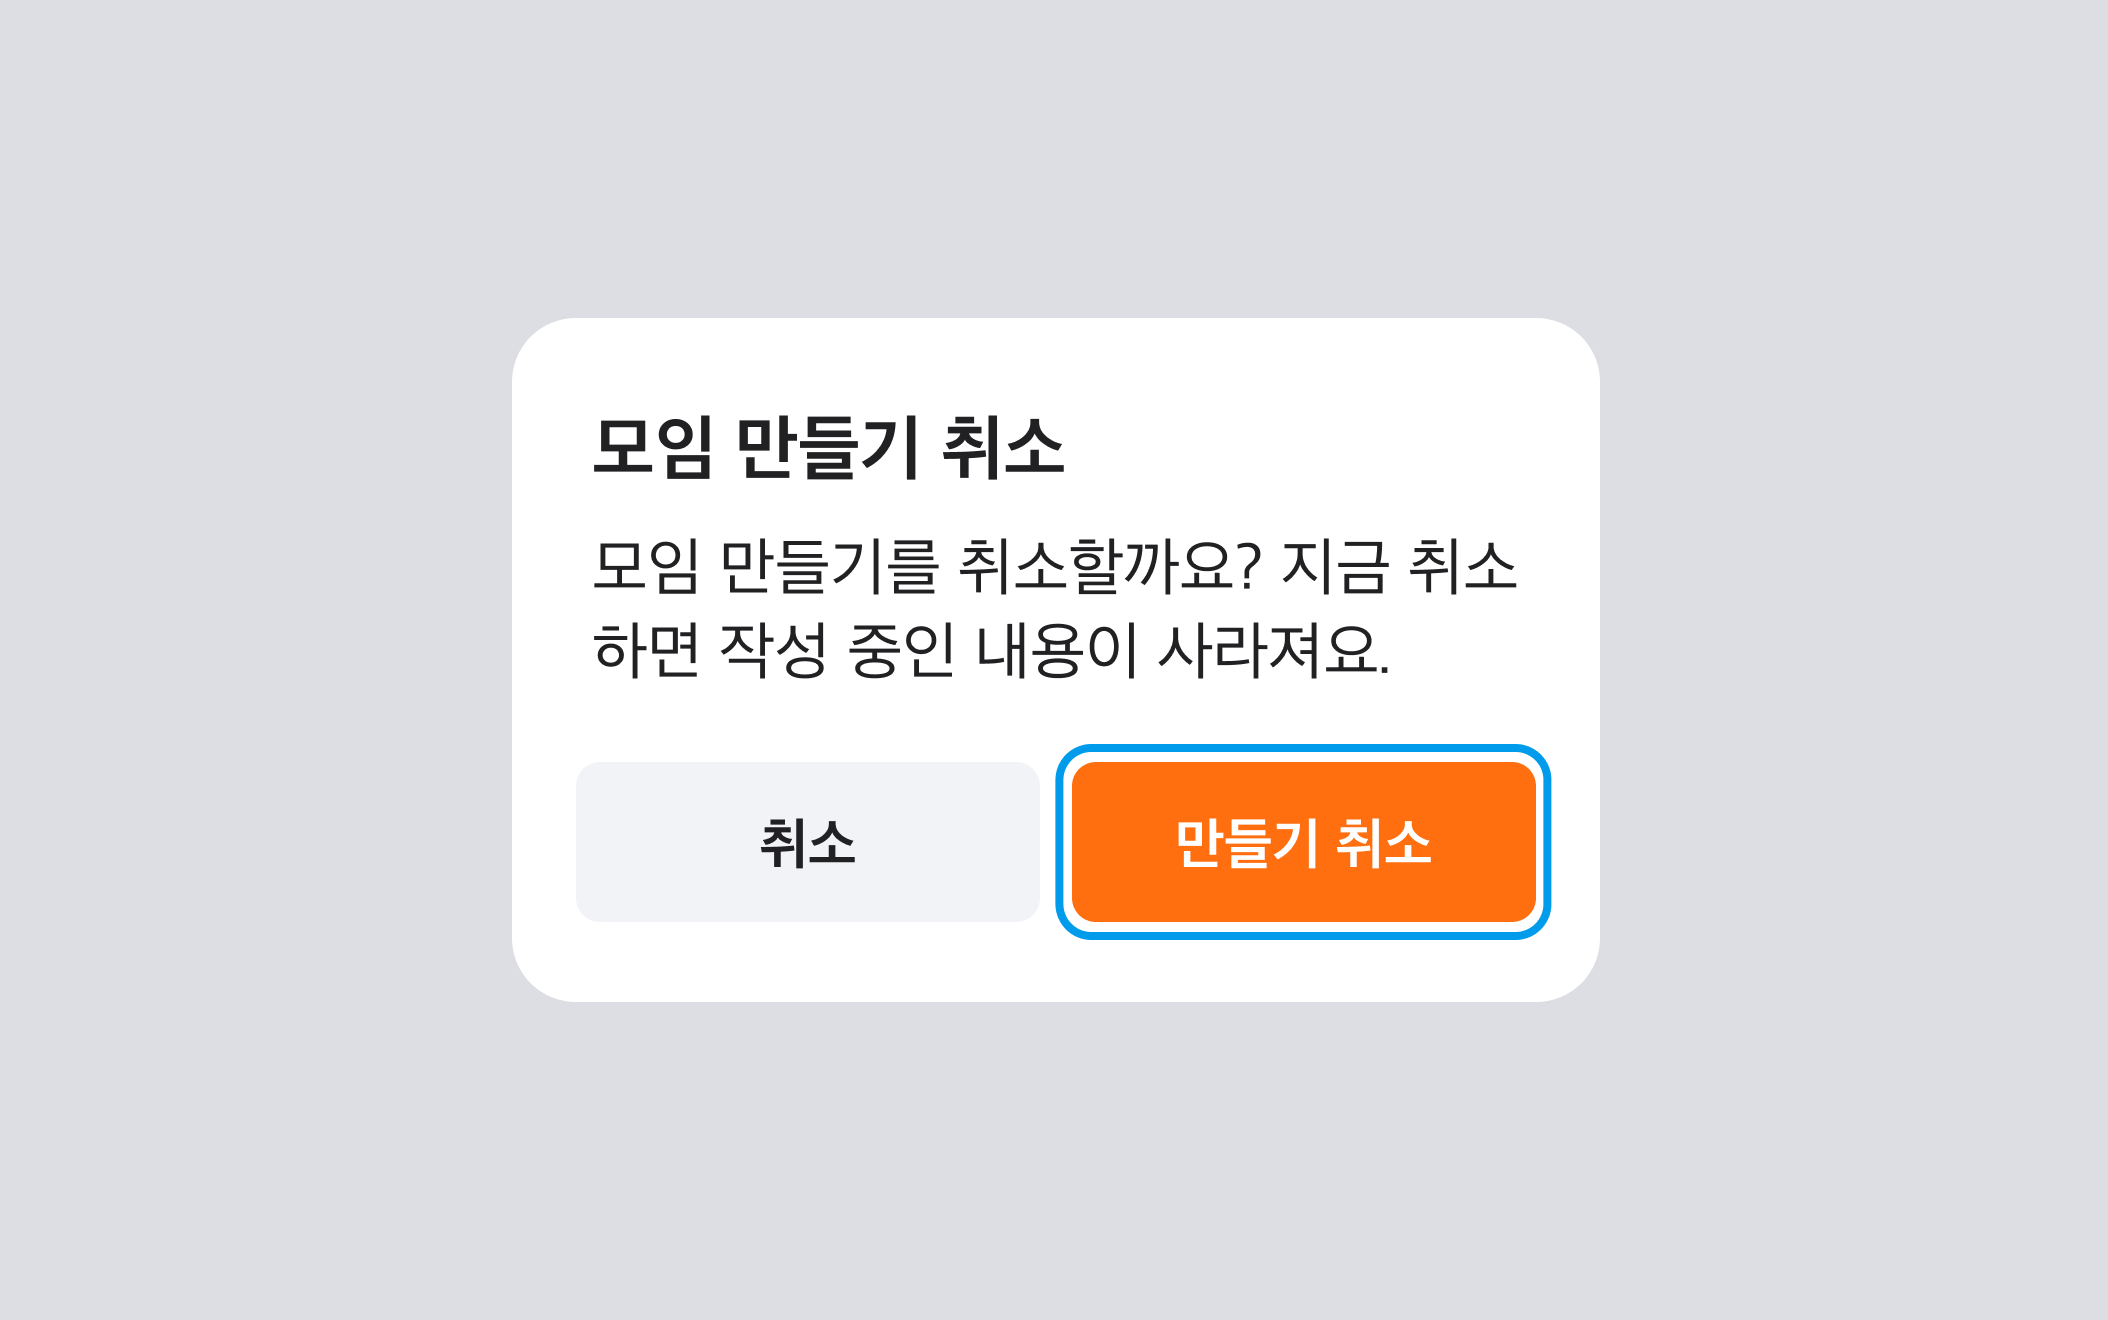 모임 만들기 취소
모임 만들기를 취소할까요? 지금 취소
하면 작성 중인 내용이 사라져요.
취소
만들기 취소